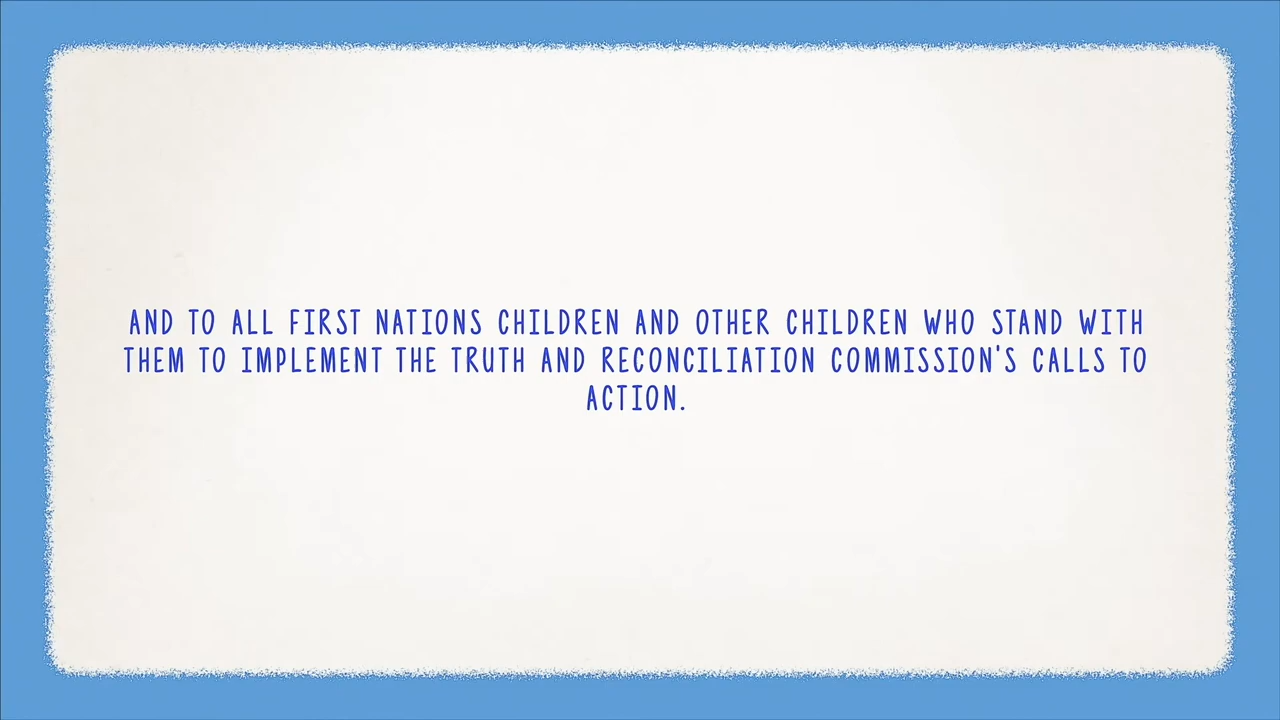 AND TO ALL FIRST NATIONS CHILDREN AND OTHER CHILDREN WHO STAND WITH
THEM TO IMPLEMENT THE TRUTH AND RECONCILIATION COMMISSION'S CALLS TO
ACTION.